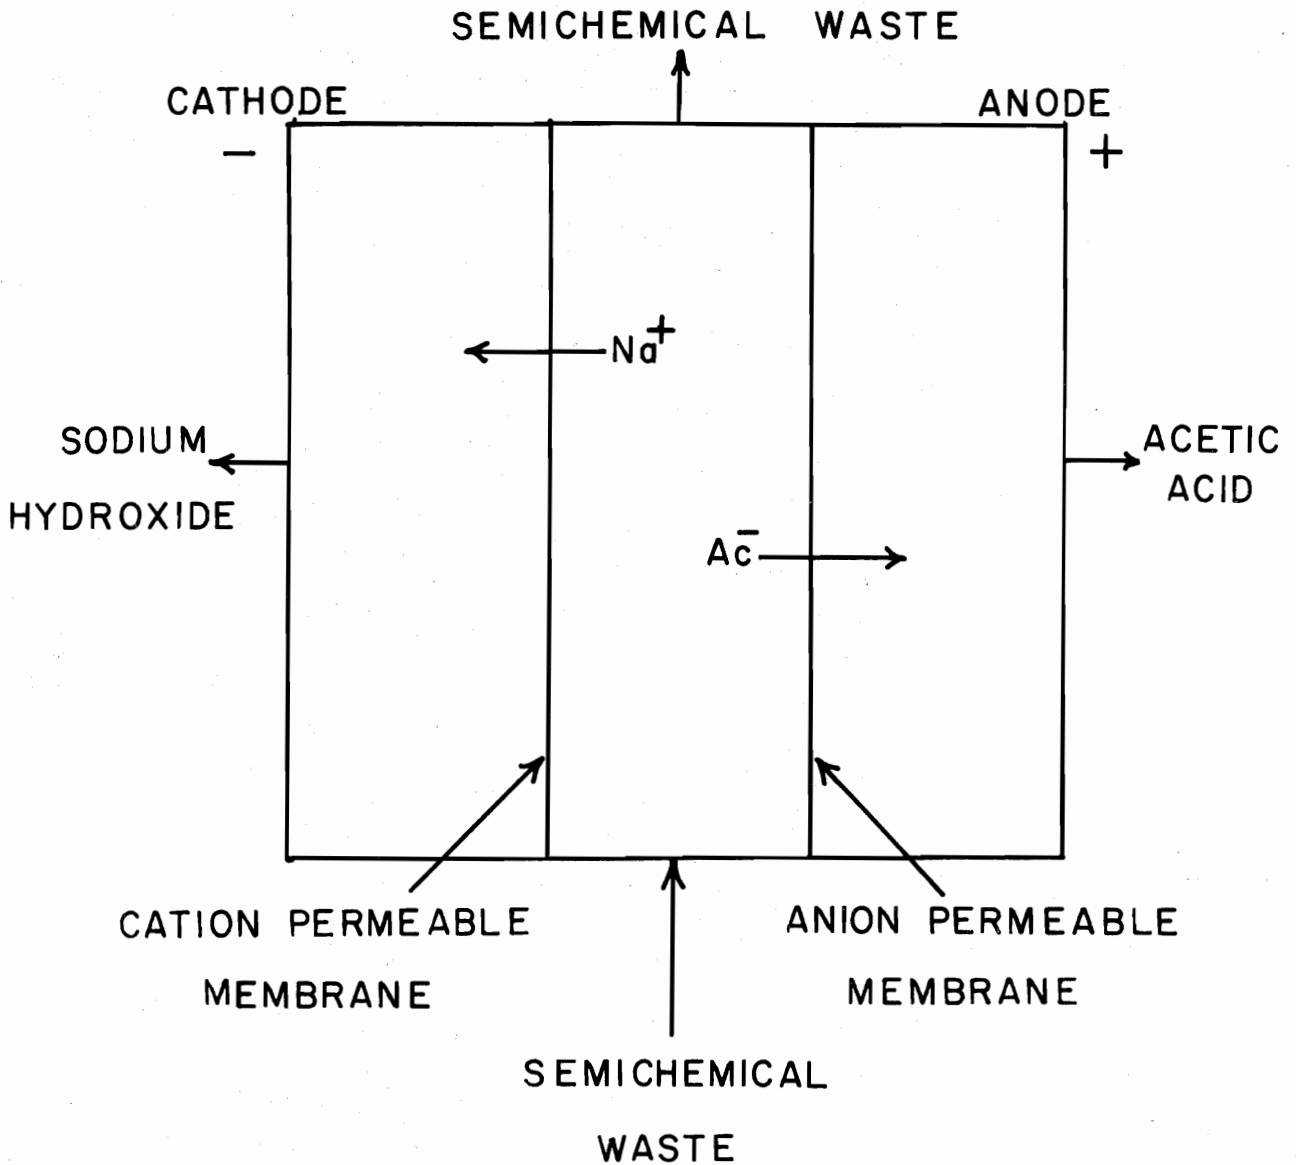 SEMICHEMICAL WASTE
CATHODE
ANODE
−
+
Na+
SODIUM
HYDROXIDE
ACETIC
ACID
Ac−
CATION PERMEABLE
MEMBRANE
ANION PERMEABLE
MEMBRANE
SEMICHEMICAL
WASTE